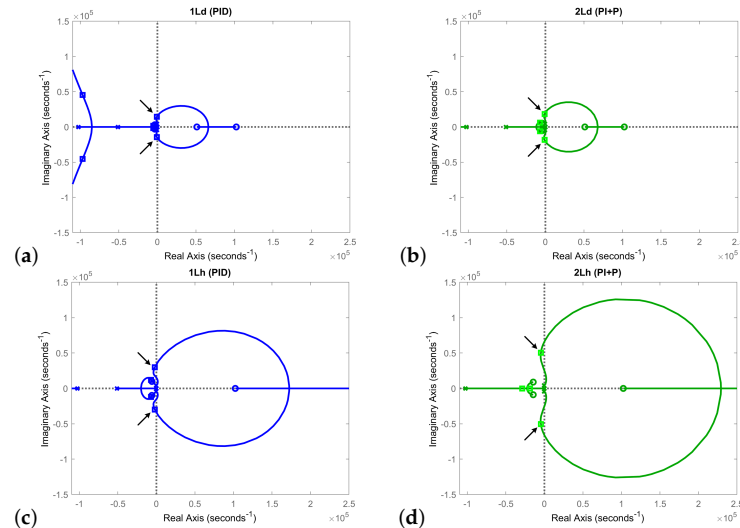 1Ld (PID)
×10⁵
1.5
1
0.5
0
-0.5
-1
-1.5
-1 -0.5 0 0.5 1 1.5 2 2.5
×10⁵
Imaginary Axis (seconds⁻¹)
Real Axis (seconds⁻¹)
(a)
2Ld (PI+P)
×10⁵
1.5
1
0.5
0
-0.5
-1
-1.5
-1 -0.5 0 0.5 1 1.5 2 2.5
×10⁵
Imaginary Axis (seconds⁻¹)
Real Axis (seconds⁻¹)
(b)
1Lh (PID)
×10⁵
1.5
1
0.5
0
-0.5
-1
-1.5
-1 -0.5 0 0.5 1 1.5 2 2.5
×10⁵
Imaginary Axis (seconds⁻¹)
Real Axis (seconds⁻¹)
(c)
2Lh (PI+P)
×10⁵
1.5
1
0.5
0
-0.5
-1
-1.5
-1 -0.5 0 0.5 1 1.5 2 2.5
×10⁵
Imaginary Axis (seconds⁻¹)
Real Axis (seconds⁻¹)
(d)